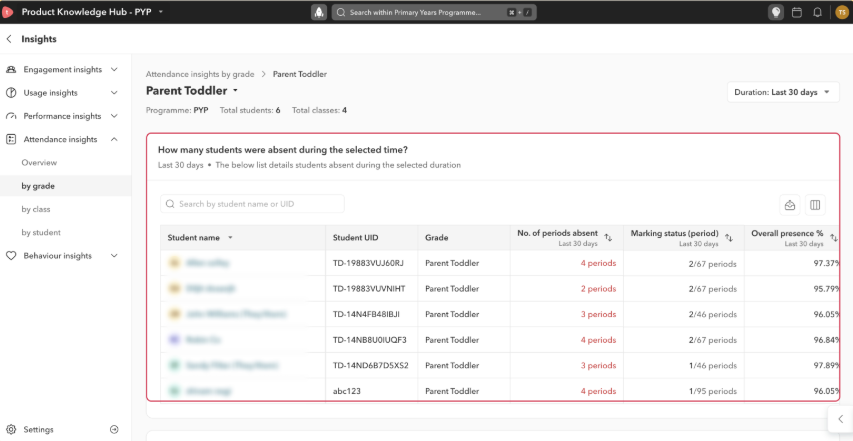 Product Knowledge Hub - PYP
Search within Primary Years Programme... ⌘ + /
TS
Insights
Engagement insights
Usage insights
Performance insights
Attendance insights
Overview
by grade
by class
by student
Behaviour insights
Settings
Attendance insights by grade > Parent Toddler
Parent Toddler
Programme: PYP Total students: 6 Total classes: 4
Duration: Last 30 days
How many students were absent during the selected time?
Last 30 days • The below list details students absent during the selected duration
Search by student name or UID
Student name Student UID Grade No. of periods absent Marking status (period) Overall presence %
Last 30 days Last 30 days Last 30 days
TD-19883VUJ60RJ Parent Toddler 4 periods 2/67 periods 97.37%
TD-19883VUVNIHT Parent Toddler 2 periods 2/67 periods 95.79%
TD-14N4FB48IBJI Parent Toddler 3 periods 2/46 periods 96.05%
TD-14NB8U0IUQF3 Parent Toddler 4 periods 2/67 periods 96.84%
TD-14ND6B7D5XS2 Parent Toddler 3 periods 1/46 periods 97.89%
abc123 Parent Toddler 4 periods 1/95 periods 96.05%